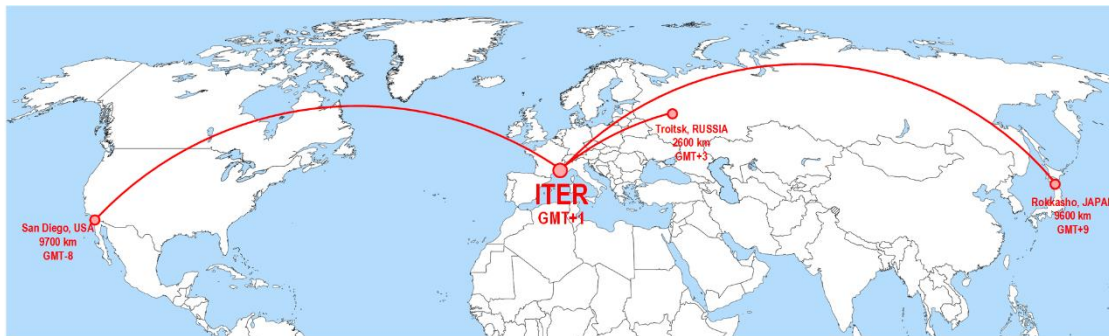 San Diego, USA
9700 km
GMT-8
ITER
GMT+1
Troitsk, RUSSIA
2600 km
GMT+3
Rokkasho, JAPAN
9600 km
GMT+9